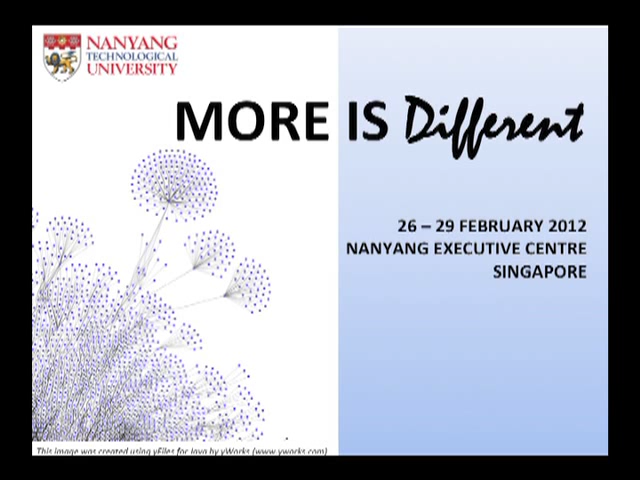 NANYANG
TECHNOLOGICAL
UNIVERSITY
MORE IS Different
26 – 29 FEBRUARY 2012
NANYANG EXECUTIVE CENTRE
SINGAPORE
This image was created using yFiles for Java by yWorks (www.yworks.com)